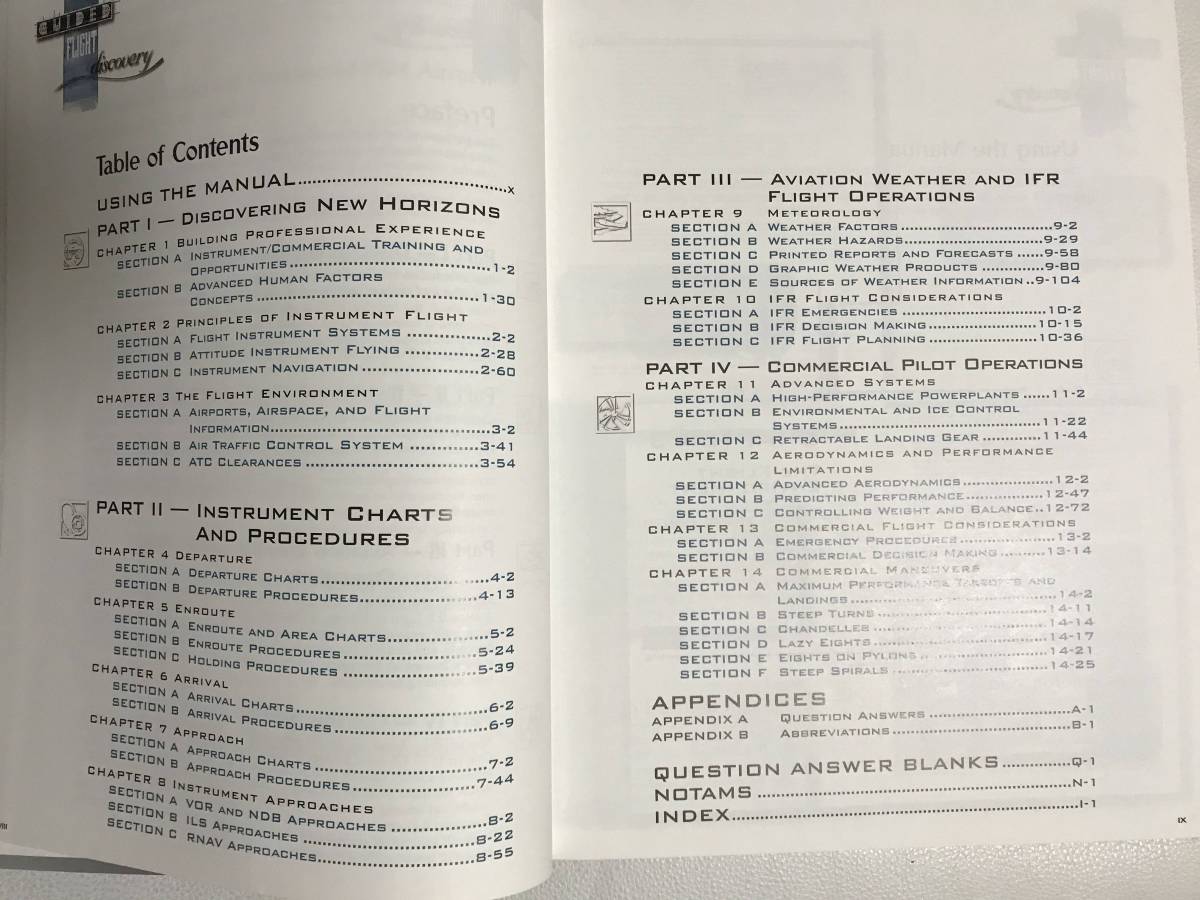 GUIDED
FLIGHT
discovery
Table of Contents
USING THE MANUAL.....x
PART I — DISCOVERING NEW HORIZONS
CHAPTER 1 BUILDING PROFESSIONAL EXPERIENCE
SECTION A INSTRUMENT/COMMERCIAL TRAINING AND
OPPORTUNITIES.....1-2
SECTION B ADVANCED HUMAN FACTORS
CONCEPTS.....1-30
CHAPTER 2 PRINCIPLES OF INSTRUMENT FLIGHT
SECTION A FLIGHT INSTRUMENT SYSTEMS.....2-2
SECTION B ATTITUDE INSTRUMENT FLYING.....2-28
SECTION C INSTRUMENT NAVIGATION.....2-60
CHAPTER 3 THE FLIGHT ENVIRONMENT
SECTION A AIRPORTS, AIRSPACE, AND FLIGHT
INFORMATION.....3-2
SECTION B AIR TRAFFIC CONTROL SYSTEM.....3-41
SECTION C ATC CLEARANCES.....3-54
PART II — INSTRUMENT CHARTS
AND PROCEDURES
CHAPTER 4 DEPARTURE
SECTION A DEPARTURE CHARTS.....4-2
SECTION B DEPARTURE PROCEDURES.....4-13
CHAPTER 5 ENROUTE
SECTION A ENROUTE AND AREA CHARTS.....5-2
SECTION B ENROUTE PROCEDURES.....5-24
SECTION C HOLDING PROCEDURES.....5-39
CHAPTER 6 ARRIVAL
SECTION A ARRIVAL CHARTS.....6-2
SECTION B ARRIVAL PROCEDURES.....6-9
CHAPTER 7 APPROACH
SECTION A APPROACH CHARTS.....7-2
SECTION B APPROACH PROCEDURES.....7-44
CHAPTER 8 INSTRUMENT APPROACHES
SECTION A VOR AND NDB APPROACHES.....8-2
SECTION B ILS APPROACHES.....8-22
SECTION C RNAV APPROACHES.....8-55
PART III — AVIATION WEATHER AND IFR
FLIGHT OPERATIONS
CHAPTER 9 METEOROLOGY
SECTION A WEATHER FACTORS.....9-2
SECTION B WEATHER HAZARDS.....9-29
SECTION C PRINTED REPORTS AND FORECASTS.....9-58
SECTION D GRAPHIC WEATHER PRODUCTS.....9-80
SECTION E SOURCES OF WEATHER INFORMATION..9-104
CHAPTER 10 IFR FLIGHT CONSIDERATIONS
SECTION A IFR EMERGENCIES.....10-2
SECTION B IFR DECISION MAKING.....10-15
SECTION C IFR FLIGHT PLANNING.....10-36
PART IV — COMMERCIAL PILOT OPERATIONS
CHAPTER 11 ADVANCED SYSTEMS
SECTION A HIGH-PERFORMANCE POWERPLANTS.....11-2
SECTION B ENVIRONMENTAL AND ICE CONTROL
SYSTEMS.....11-22
SECTION C RETRACTABLE LANDING GEAR.....11-44
CHAPTER 12 AERODYNAMICS AND PERFORMANCE
LIMITATIONS
SECTION A ADVANCED AERODYNAMICS.....12-2
SECTION B PREDICTING PERFORMANCE.....12-47
SECTION C CONTROLLING WEIGHT AND BALANCE..12-72
CHAPTER 13 COMMERCIAL FLIGHT CONSIDERATIONS
SECTION A EMERGENCY PROCEDURES.....13-2
SECTION B COMMERCIAL DECISION MAKING.....13-14
CHAPTER 14 COMMERCIAL MANEUVERS
SECTION A MAXIMUM PERFORMANCE TAKEOFFS AND
LANDINGS.....14-2
SECTION B STEEP TURNS.....14-11
SECTION C CHANDELLES.....14-14
SECTION D LAZY EIGHTS.....14-17
SECTION E EIGHTS ON PYLONS.....14-21
SECTION F STEEP SPIRALS.....14-25
APPENDICES
APPENDIX A QUESTION ANSWERS.....A-1
APPENDIX B ABBREVIATIONS.....B-1
QUESTION ANSWER BLANKS.....Q-1
NOTAMS.....N-1
INDEX.....I-1
IX